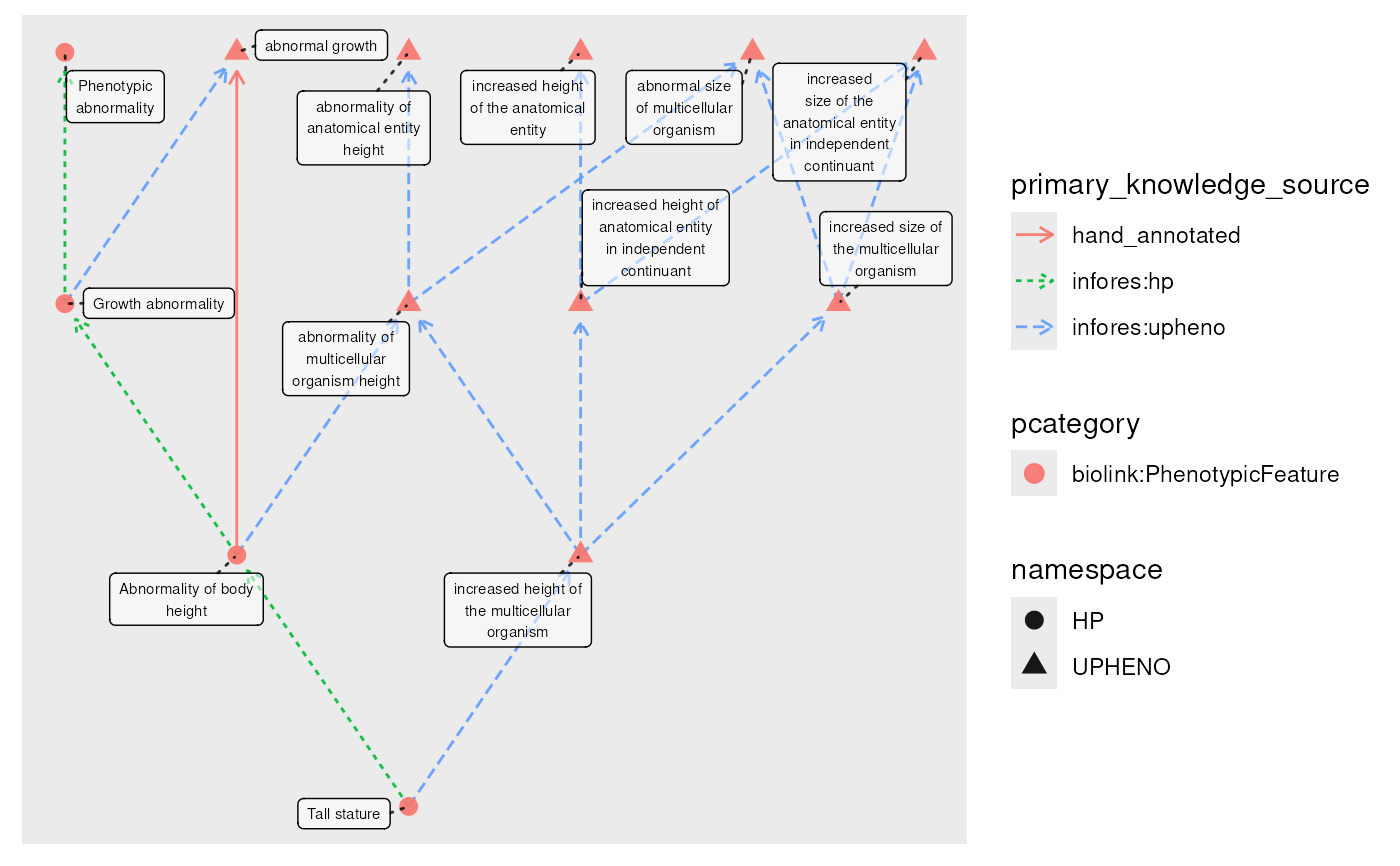 abnormal growth
Phenotypic
abnormality
abnormality of
anatomical entity
height
increased height
of the anatomical
entity
abnormal size
of multicellular
organism
increased
size of the
anatomical entity
in independent
continuant
increased height of
anatomical entity
in independent
continuant
increased size of
the multicellular
organism
Growth abnormality
abnormality of
multicellular
organism height
Abnormality of body
height
increased height of
the multicellular
organism
Tall stature
primary_knowledge_source
hand_annotated
infores:hp
infores:upheno
pcategory
biolink:PhenotypicFeature
namespace
HP
UPHENO